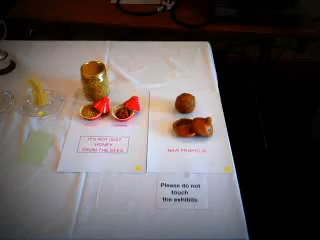 IT'S NOT JUST
HONEY
FROM THE BEES
Please do not
touch
the exhibits